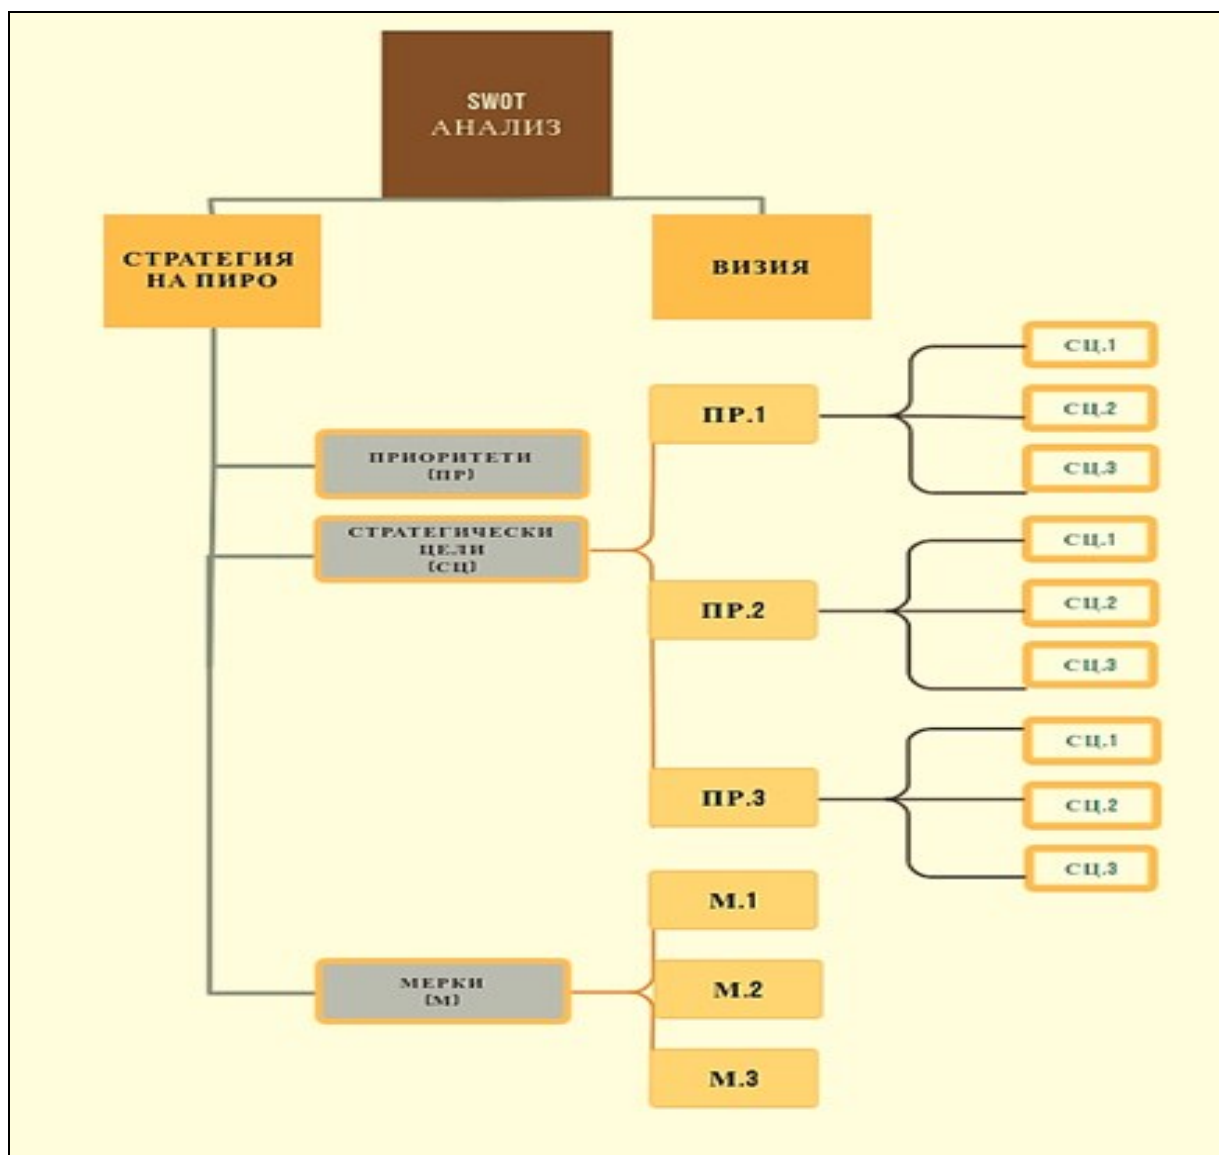 SWOT
АНАЛИЗ
СТРАТЕГИЯ
НА ПИРО
ВИЗИЯ
ПРИОРИТЕТИ
(ПР)
СТРАТЕГИЧЕСКИ
ЦЕЛИ
(СЦ)
ПР.1
СЦ.1
СЦ.2
СЦ.3
ПР.2
СЦ.1
СЦ.2
СЦ.3
ПР.3
СЦ.1
СЦ.2
СЦ.3
МЕРКИ
(М)
М.1
М.2
М.3